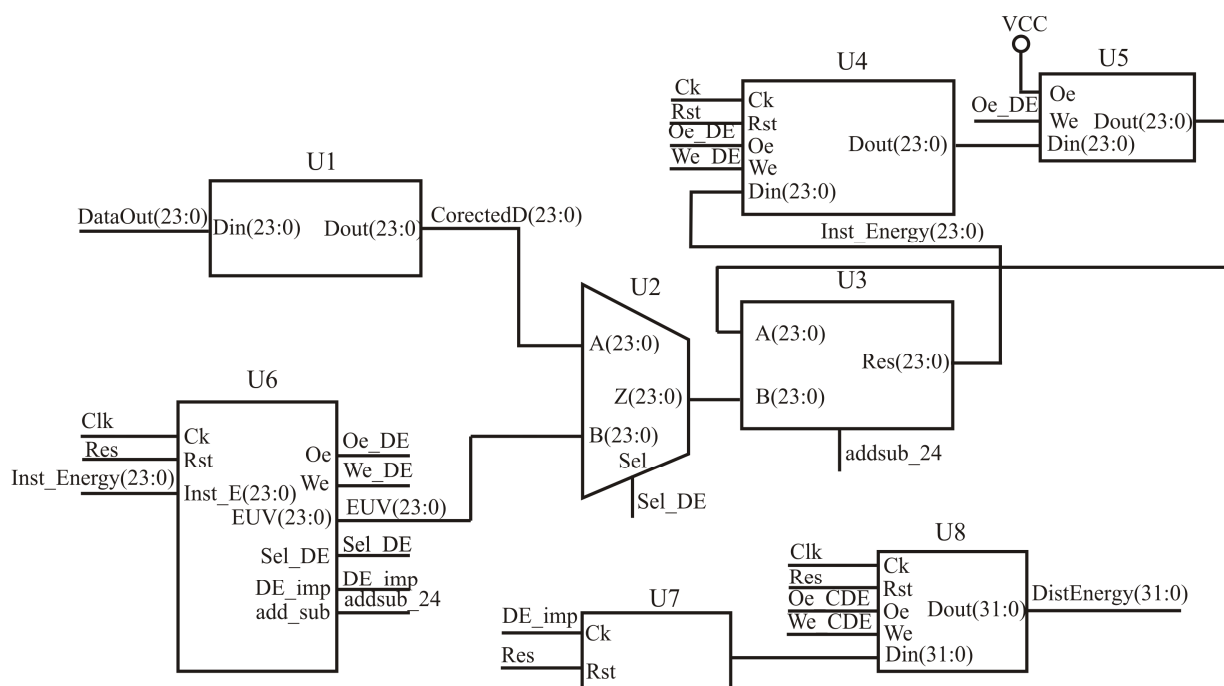 VCC
U4
U5
Ck
Ck
Rst
Rst
Oe_DE
Oe
We_DE
We
Din(23:0)
Dout(23:0)
Oe_DE
Oe
We
Dout(23:0)
Din(23:0)
U1
DataOut(23:0)
Din(23:0)
Dout(23:0)
CorectedD(23:0)
Inst_Energy(23:0)
U2
A(23:0)
Z(23:0)
B(23:0)
Sel
Sel_DE
U3
A(23:0)
Res(23:0)
B(23:0)
addsub_24
U6
Clk
Ck
Res
Rst
Inst_Energy(23:0)
Inst_E(23:0)
Oe
Oe_DE
We
We_DE
EUV(23:0)
EUV(23:0)
Sel_DE
Sel_DE
DE_imp
DE_imp
add_sub
addsub_24
U7
DE_imp
Ck
Res
Rst
U8
Clk
Ck
Res
Rst
Oe_CDE
Oe
We_CDE
We
Din(31:0)
Dout(31:0)
DistEnergy(31:0)